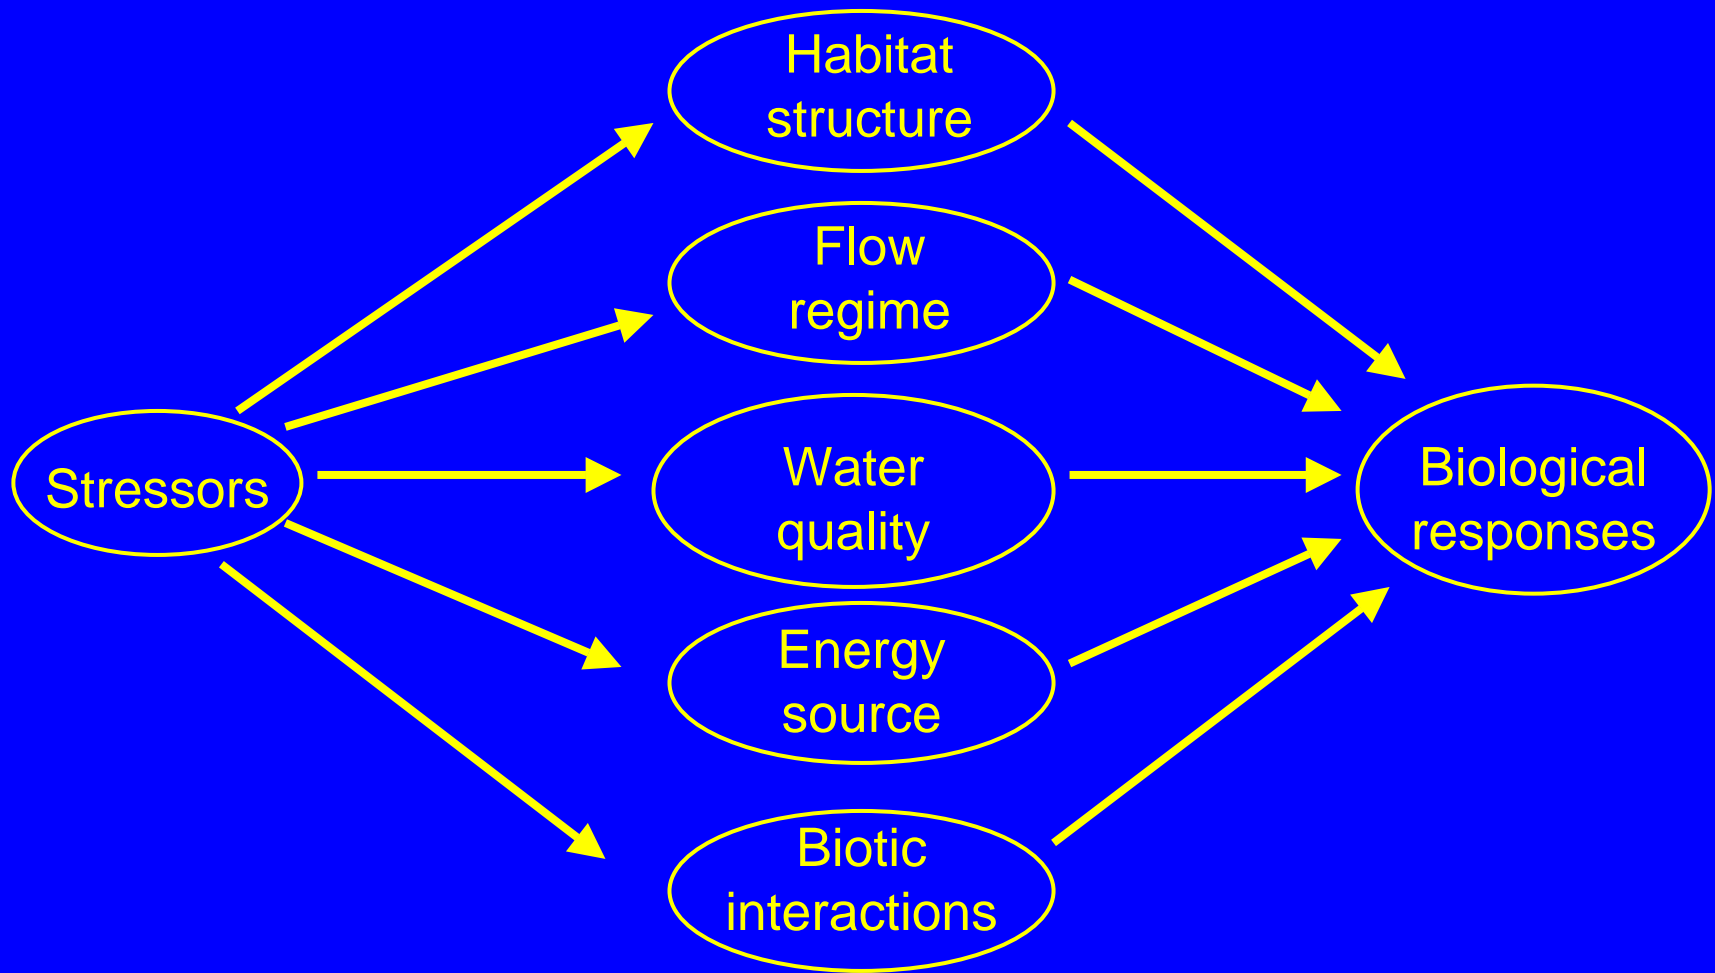 Habitat
structure
Flow
regime
Stressors
Water
quality
Biological
responses
Energy
source
Biotic
interactions